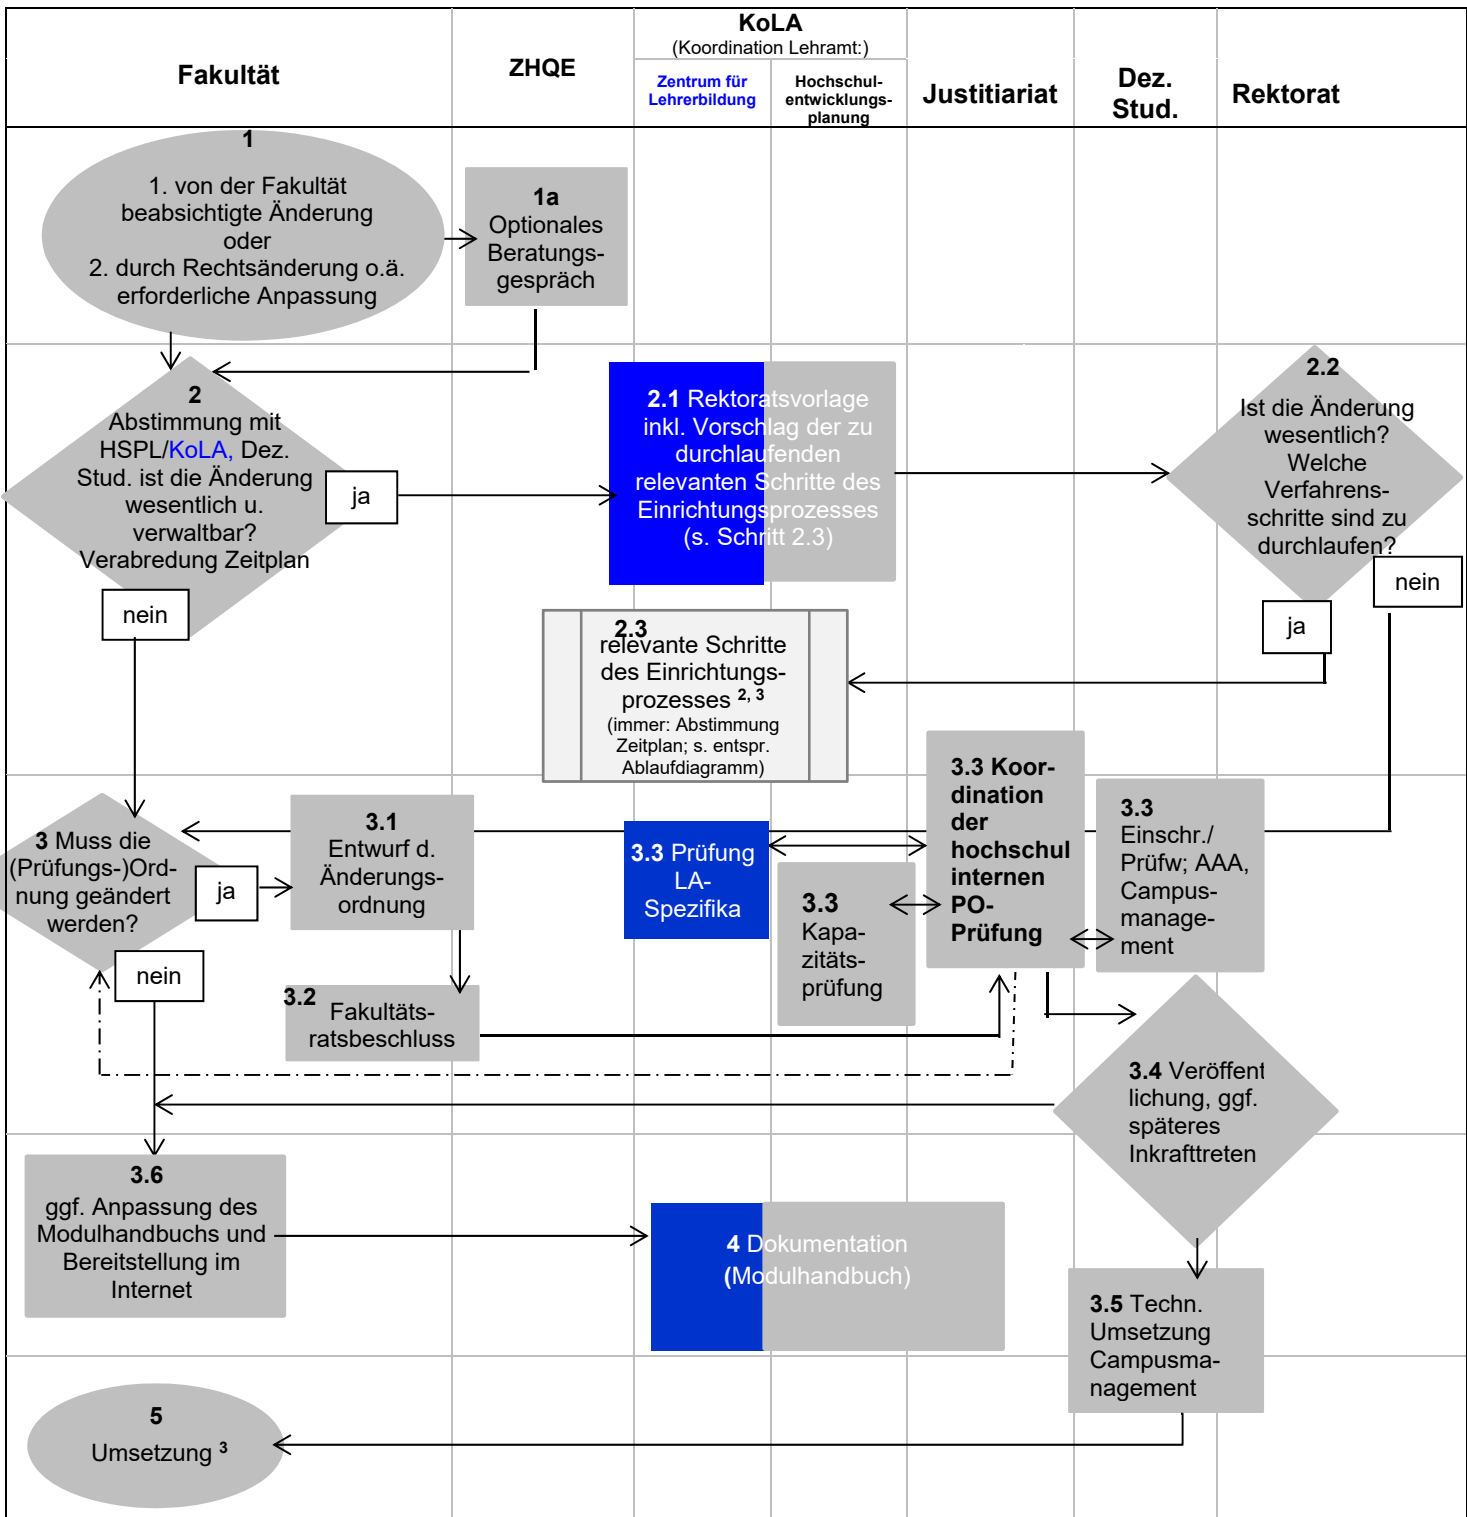 KoLA
(Koordination Lehramt:)
Fakultät
ZHQE
Zentrum für
Lehrerbildung
Hochschul-
entwicklungs-
planung
Justitiariat
Dez.
Stud.
Rektorat
1
1. von der Fakultät
beabsichtigte Änderung
oder
2. durch Rechtsänderung o.ä.
erforderliche Anpassung
1a
Optionales
Beratungs-
gespräch
2
Abstimmung mit
HSPL/KoLA, Dez.
Stud. ist die Änderung
wesentlich u.
verwaltbar?
Verabredung Zeitplan
ja
nein
2.1 Rektoratsvorlage
inkl. Vorschlag der zu
durchlaufenden
relevanten Schritte des
Einrichtungsprozesses
(s. Schritt 2.3)
2.2
Ist die Änderung
wesentlich?
Welche
Verfahrens-
schritte sind zu
durchlaufen?
nein
ja
2.3
relevante Schritte
des Einrichtungs-
prozesses 2, 3
(immer: Abstimmung
Zeitplan; s. entspr.
Ablaufdiagramm)
3 Muss die
(Prüfungs-)Ord-
nung geändert
werden?
ja
nein
3.1
Entwurf d.
Änderungs-
ordnung
3.2
Fakultäts-
ratsbeschluss
3.3 Prüfung
LA-
Spezifika
3.3
Kapa-
zitäts-
prüfung
3.3 Koor-
dination
der
hochschul
internen
PO-
Prüfung
3.3
Einschr./
Prüfw; AAA,
Campus-
manage-
ment
3.4 Veröffent
lichung, ggf.
späteres
Inkrafttreten
3.6
ggf. Anpassung des
Modulhandbuchs und
Bereitstellung im
Internet
4 Dokumentation
(Modulhandbuch)
3.5 Techn.
Umsetzung
Campusma-
nagement
5
Umsetzung 3